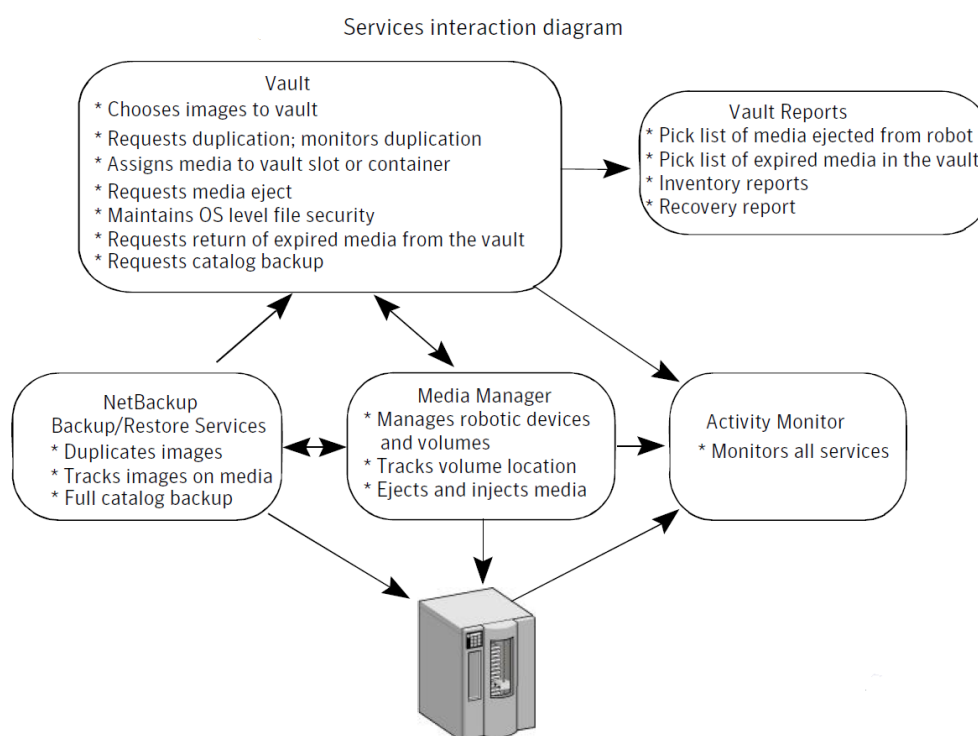 Services interaction diagram
Vault
* Chooses images to vault
* Requests duplication; monitors duplication
* Assigns media to vault slot or container
* Requests media eject
* Maintains OS level file security
* Requests return of expired media from the vault
* Requests catalog backup
Vault Reports
* Pick list of media ejected from robot
* Pick list of expired media in the vault
* Inventory reports
* Recovery report
NetBackup
Backup/Restore Services
* Duplicates images
* Tracks images on media
* Full catalog backup
Media Manager
* Manages robotic devices
and volumes
* Tracks volume location
* Ejects and injects media
Activity Monitor
* Monitors all services